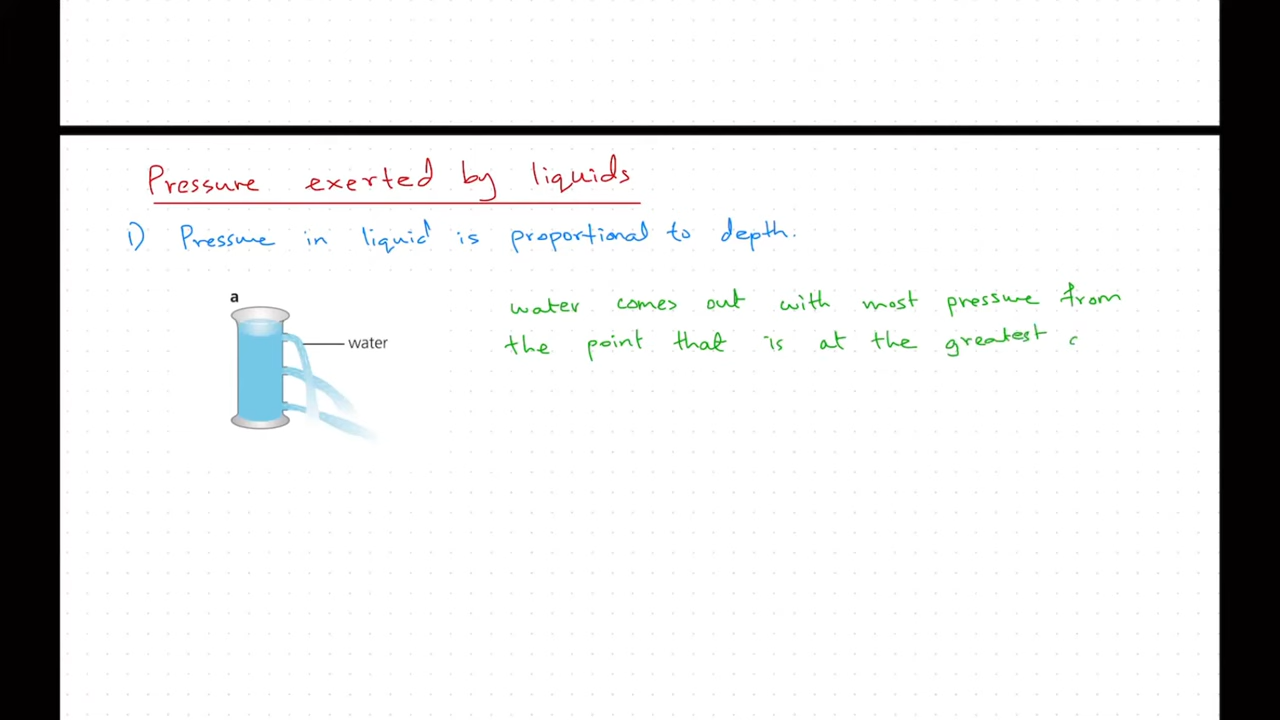 Pressure exerted by liquids
1) Pressure in liquid is proportional to depth.
a
water
water comes out with most pressure from
the point that is at the greatest